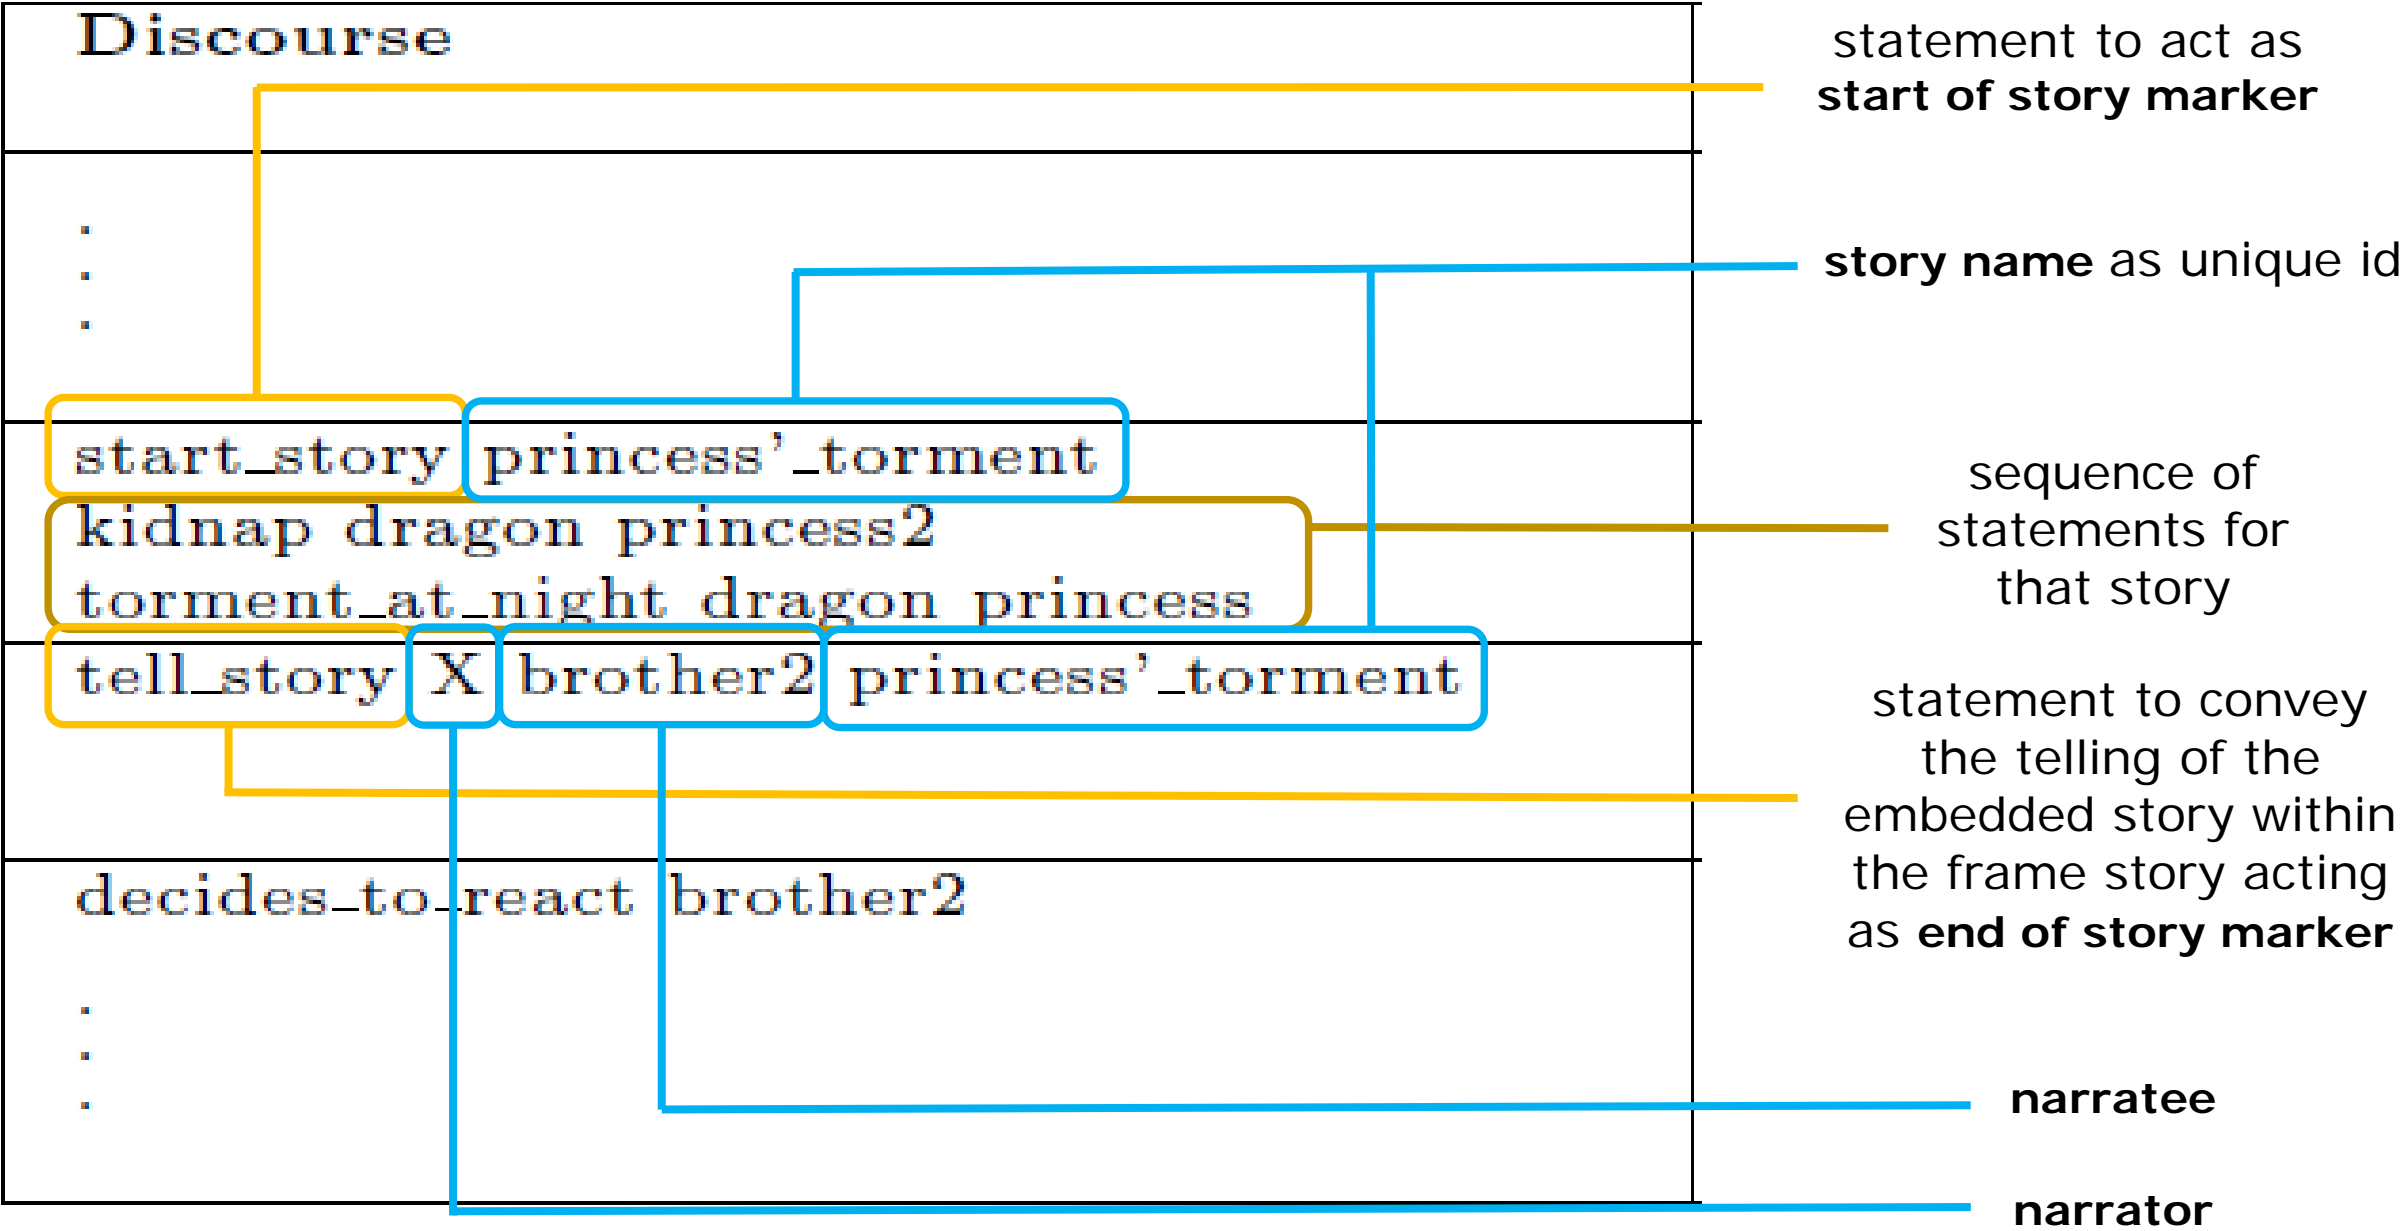 Discourse
.
.
.
start_story princess’_torment
kidnap dragon princess2
torment_at_night dragon princess
tell_story X brother2 princess’_torment
decides_to_react brother2
.
.
.
statement to act as
start of story marker
story name as unique id
sequence of
statements for
that story
statement to convey
the telling of the
embedded story within
the frame story acting
as end of story marker
narratee
narrator